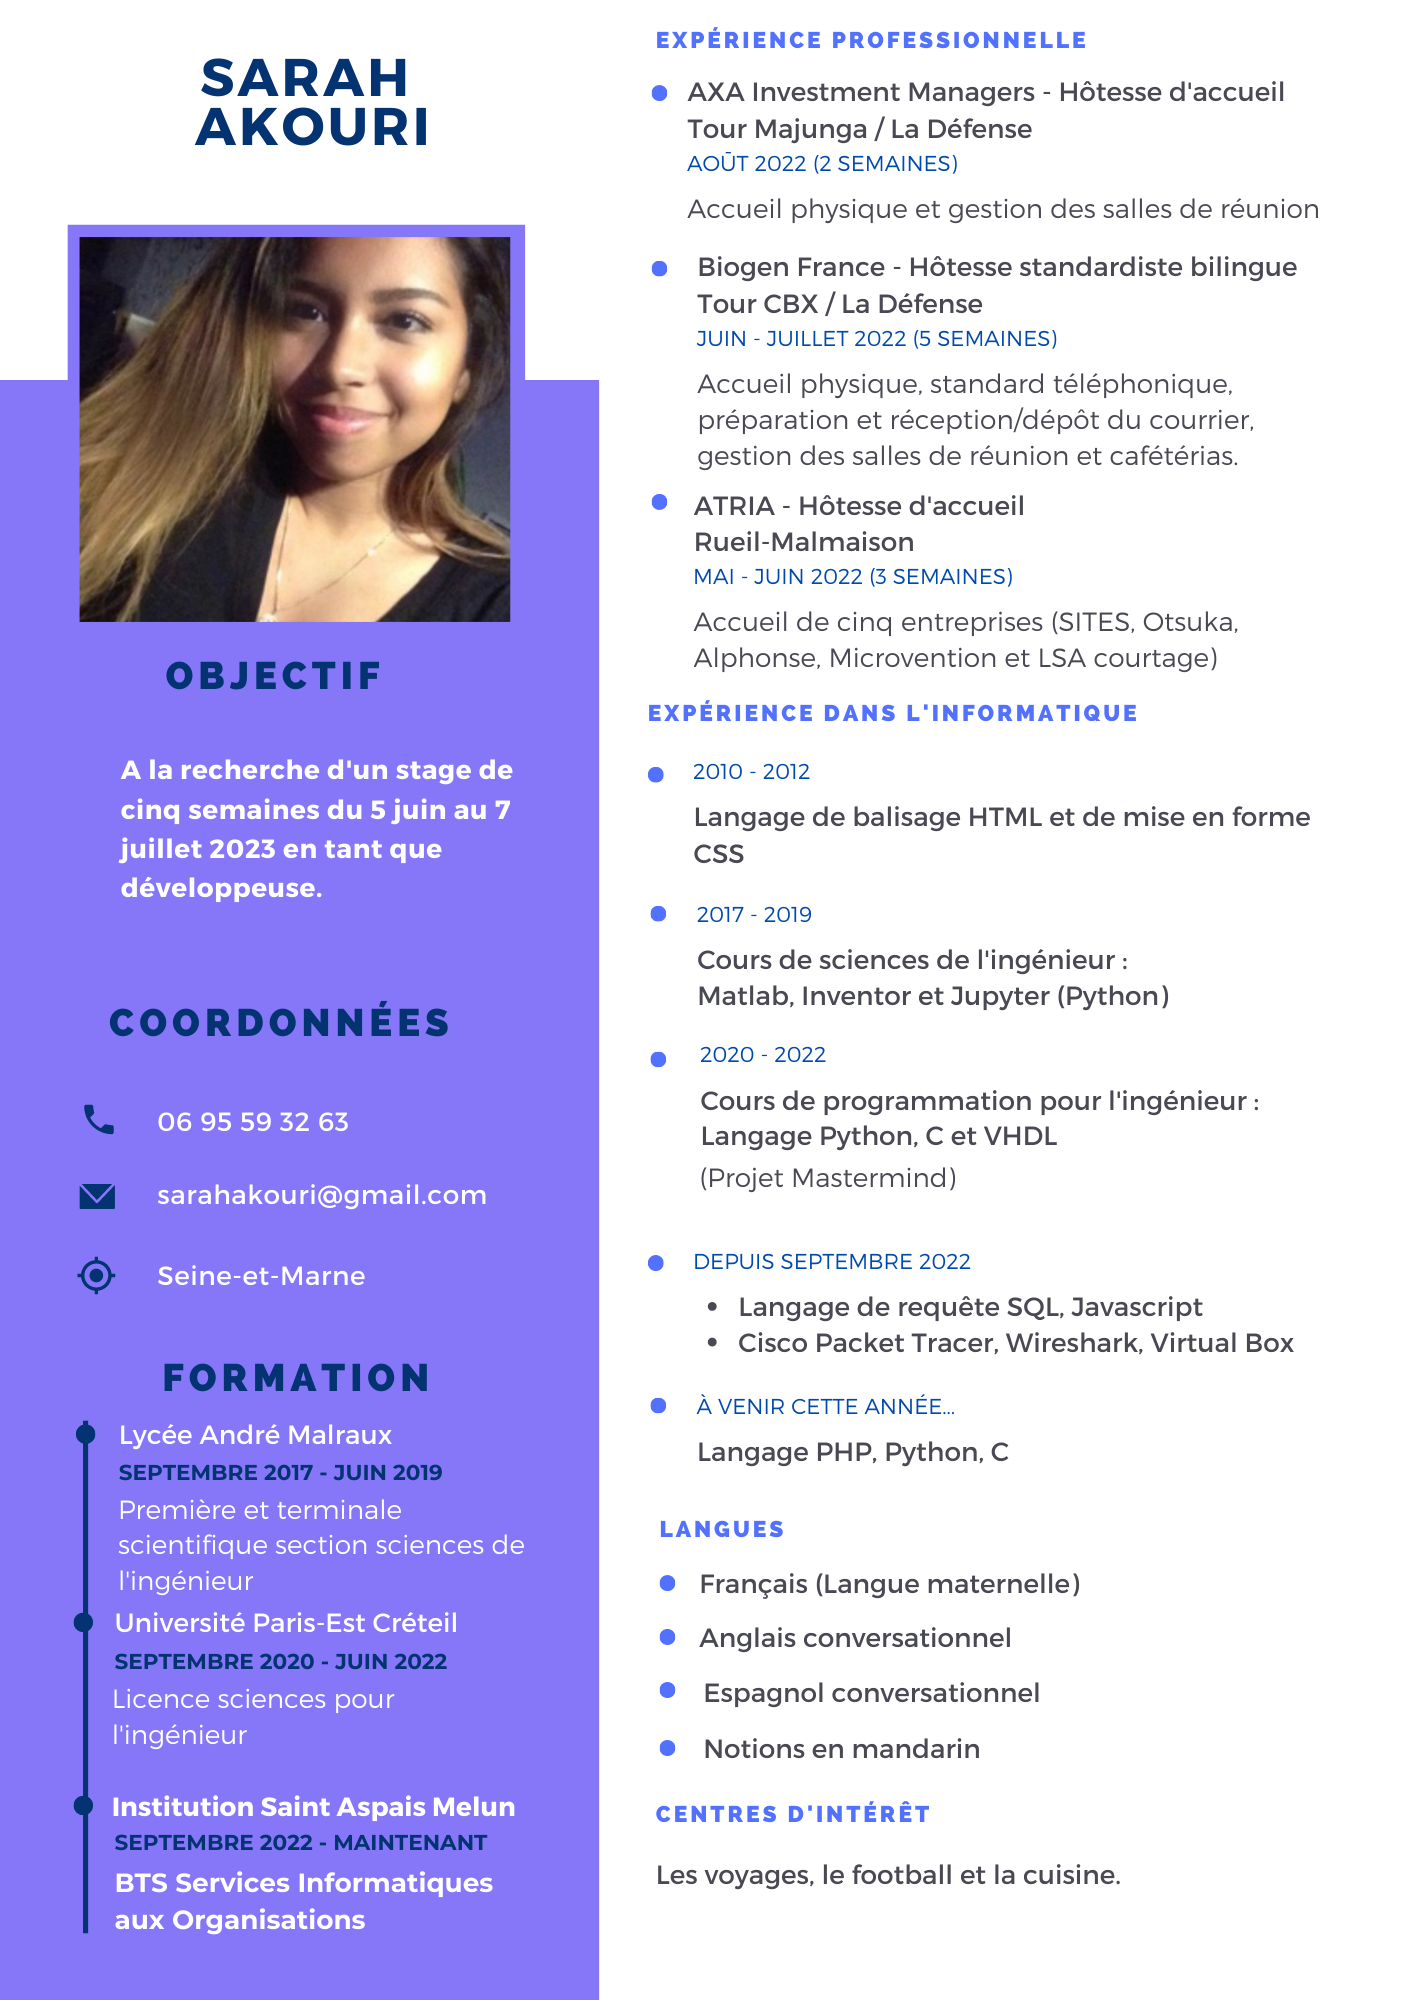 SARAH
AKOURI
OBJECTIF
A la recherche d'un stage de
cinq semaines du 5 juin au 7
juillet 2023 en tant que
développeuse.
COORDONNÉES
06 95 59 32 63
sarahakouri@gmail.com
Seine-et-Marne
FORMATION
Lycée André Malraux
SEPTEMBRE 2017 - JUIN 2019
Première et terminale
scientifique section sciences de
l'ingénieur
Université Paris-Est Créteil
SEPTEMBRE 2020 - JUIN 2022
Licence sciences pour
l'ingénieur
Institution Saint Aspais Melun
SEPTEMBRE 2022 - MAINTENANT
BTS Services Informatiques
aux Organisations
EXPÉRIENCE PROFESSIONNELLE
AXA Investment Managers - Hôtesse d'accueil
Tour Majunga / La Défense
AOÛT 2022 (2 SEMAINES)
Accueil physique et gestion des salles de réunion
Biogen France - Hôtesse standardiste bilingue
Tour CBX / La Défense
JUIN - JUILLET 2022 (5 SEMAINES)
Accueil physique, standard téléphonique,
préparation et réception/dépôt du courrier,
gestion des salles de réunion et cafétérias.
ATRIA - Hôtesse d'accueil
Rueil-Malmaison
MAI - JUIN 2022 (3 SEMAINES)
Accueil de cinq entreprises (SITES, Otsuka,
Alphonse, Microvention et LSA courtage)
EXPÉRIENCE DANS L'INFORMATIQUE
2010 - 2012
Langage de balisage HTML et de mise en forme
CSS
2017 - 2019
Cours de sciences de l'ingénieur :
Matlab, Inventor et Jupyter (Python)
2020 - 2022
Cours de programmation pour l'ingénieur :
Langage Python, C et VHDL
(Projet Mastermind)
DEPUIS SEPTEMBRE 2022
• Langage de requête SQL, Javascript
• Cisco Packet Tracer, Wireshark, Virtual Box
À VENIR CETTE ANNÉE...
Langage PHP, Python, C
LANGUES
Français (Langue maternelle)
Anglais conversationnel
Espagnol conversationnel
Notions en mandarin
CENTRES D'INTÉRÊT
Les voyages, le football et la cuisine.